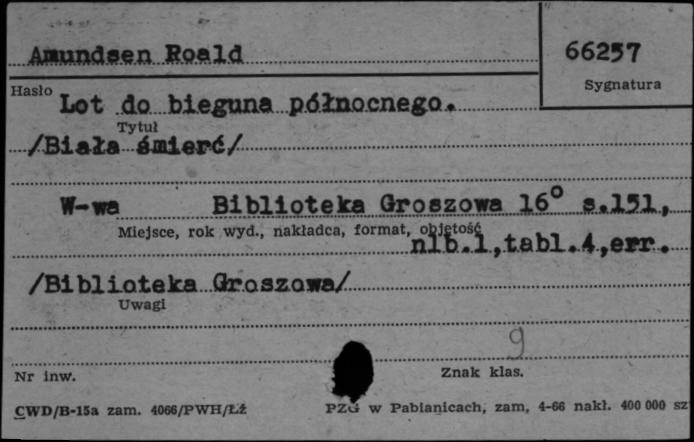 Amundsen Roald
66257
Sygnatura
Hasło
Lot do bieguna północnego.
Tytuł
/Biała śmierć/
W-wa Biblioteka Groszowa 16° s.151,
Miejsce, rok wyd., nakładca, format, objętość
nlb.1,tabl.4,err.
/Biblioteka Groszowa/
Uwagi
9
Nr inw.
Znak klas.
CWD/B-15a zam. 4066/PWH/Łź
PZG w Pabianicach, zam, 4-66 nakł. 400 000 sz